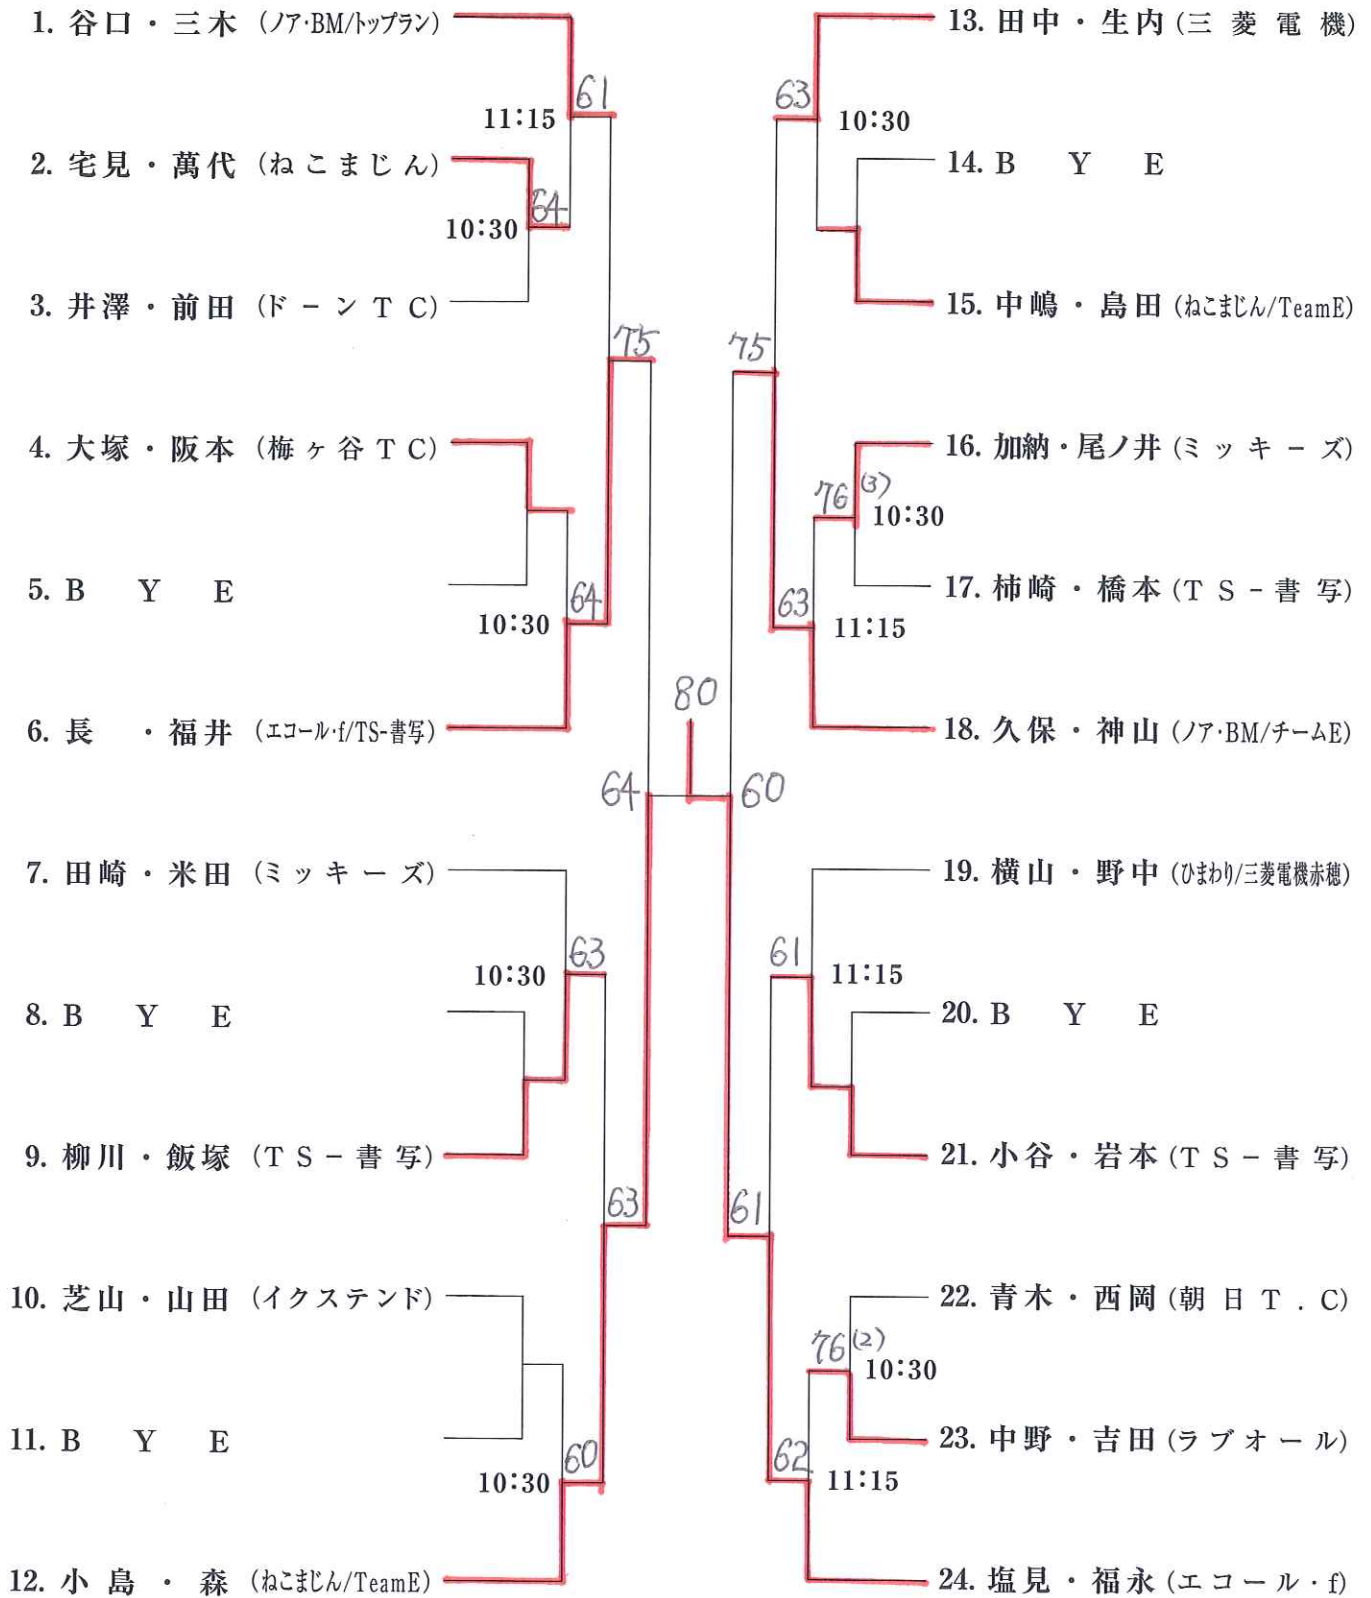 1. 谷口・三木 (ノア・BM/トップラン)
61
11:15
2. 宅見・萬代 (ねこまじん)
64
10:30
3. 井澤・前田 (ドーンTC)
75
4. 大塚・阪本 (梅ヶ谷TC)
5. B Y E
64
10:30
6. 長 ・福井 (エコール・f/TS-書写)
64
7. 田崎・米田 (ミッキーズ)
63
10:30
8. B Y E
9. 柳川・飯塚 (TS-書写)
63
10. 芝山・山田 (イクステンド)
11. B Y E
60
10:30
12. 小島・森 (ねこまじん/TeamE)
80
13. 田中・生内 (三菱電機)
63
10:30
14. B Y E
15. 中嶋・島田 (ねこまじん/TeamE)
75
16. 加納・尾ノ井 (ミッキーズ)
76(3)
10:30
17. 柿崎・橋本 (TS-書写)
63
11:15
18. 久保・神山 (ノア・BM/チームE)
60
19. 横山・野中 (ひまわり/三菱電機赤穂)
61
11:15
20. B Y E
21. 小谷・岩本 (TS-書写)
61
22. 青木・西岡 (朝日T.C)
76(2)
10:30
23. 中野・吉田 (ラブオール)
62
11:15
24. 塩見・福永 (エコール・f)